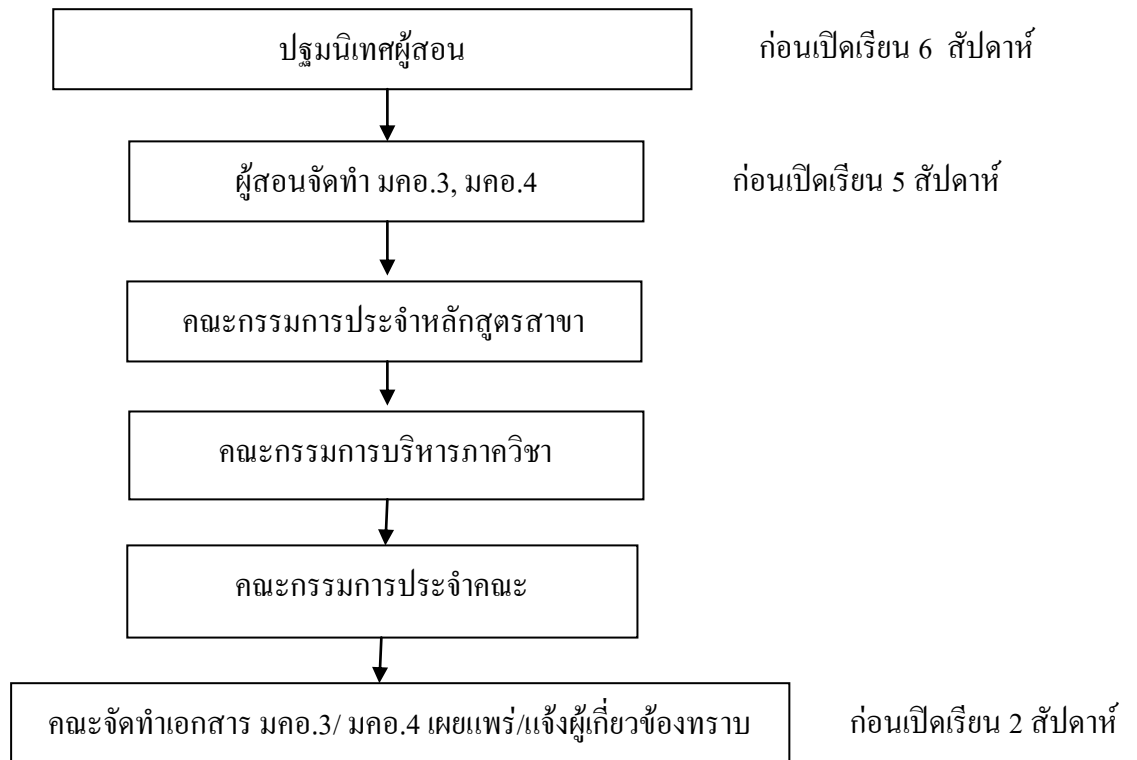 ปฐมนิเทศผู้สอน ก่อนเปิดเรียน 6 สัปดาห์
ผู้สอนจัดทำ มคอ.3, มคอ.4 ก่อนเปิดเรียน 5 สัปดาห์
คณะกรรมการประจำหลักสูตรสาขา
คณะกรรมการบริหารภาควิชา
คณะกรรมการประจำคณะ
คณะจัดทำเอกสาร มคอ.3/ มคอ.4 เผยแพร่/แจ้งผู้เกี่ยวข้องทราบ ก่อนเปิดเรียน 2 สัปดาห์